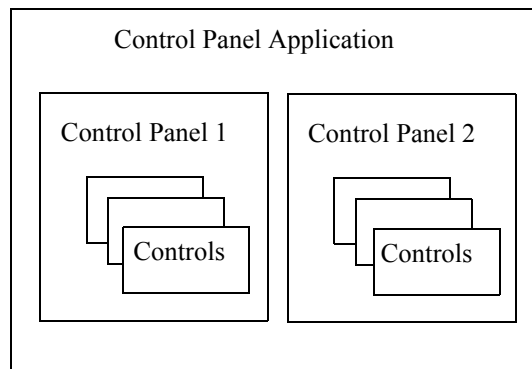 Control Panel Application
Control Panel 1
Control Panel 2
Controls
Controls